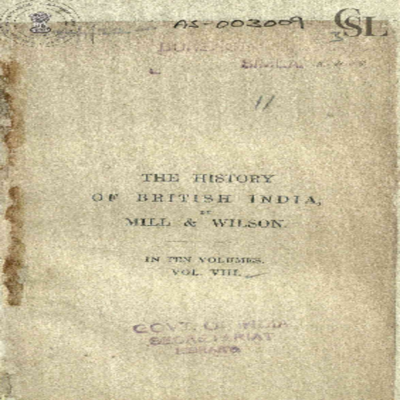 AS-003009
CSL
11
THE HISTORY
OF BRITISH INDIA,
BY
MILL & WILSON.
IN TEN VOLUMES.
VOL. VIII.
GOVT. OF INDIA
SECRETARIAT
LIBRARY